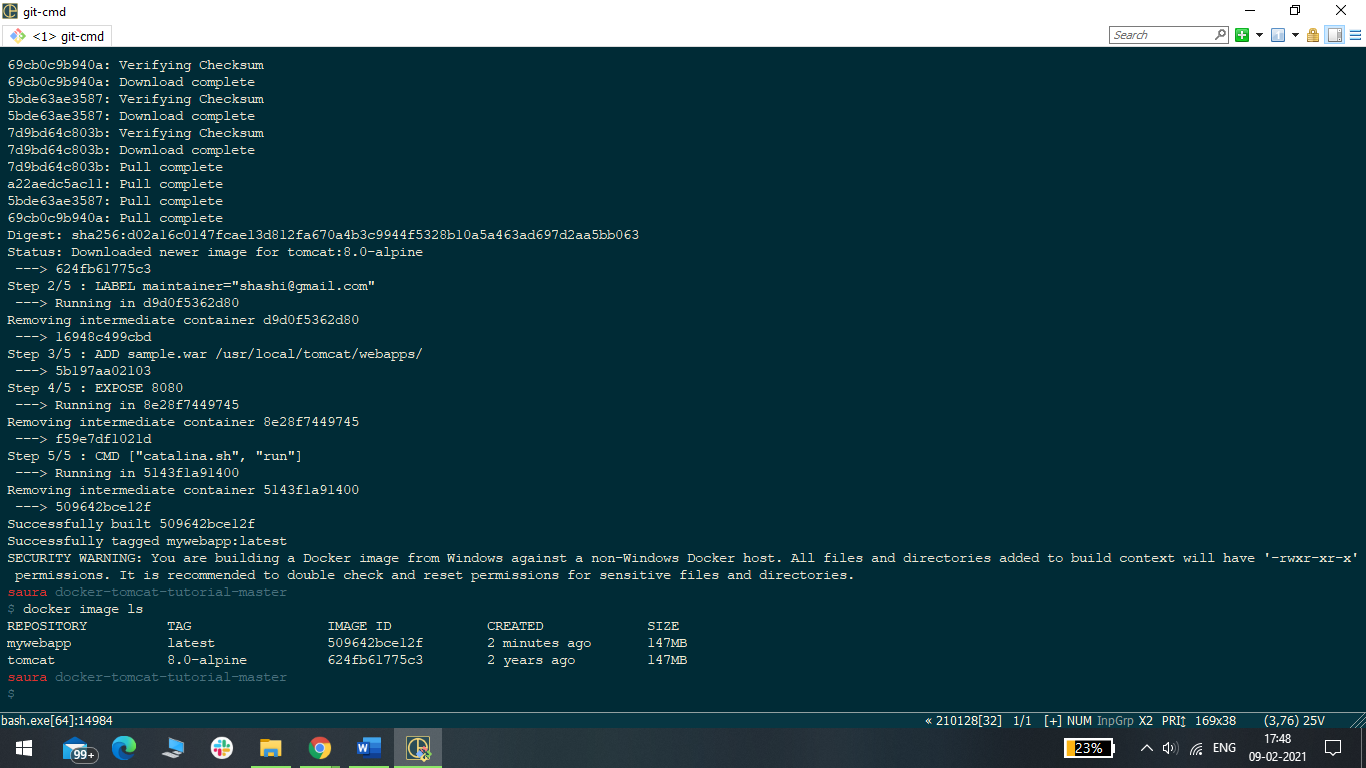 git-cmd
<1> git-cmd
Search
69cb0c9b940a: Verifying Checksum
69cb0c9b940a: Download complete
5bde63ae3587: Verifying Checksum
5bde63ae3587: Download complete
7d9bd64c803b: Verifying Checksum
7d9bd64c803b: Download complete
7d9bd64c803b: Pull complete
a22aedc5ac11: Pull complete
5bde63ae3587: Pull complete
69cb0c9b940a: Pull complete
Digest: sha256:d02a16c0147fcae13d812fa670a4b3c9944f5328b10a5a463ad697d2aa5bb063
Status: Downloaded newer image for tomcat:8.0-alpine
 ---> 624fb61775c3
Step 2/5 : LABEL maintainer="shashi@gmail.com"
 ---> Running in d9d0f5362d80
Removing intermediate container d9d0f5362d80
 ---> 16948c499cbd
Step 3/5 : ADD sample.war /usr/local/tomcat/webapps/
 ---> 5b197aa02103
Step 4/5 : EXPOSE 8080
 ---> Running in 8e28f7449745
Removing intermediate container 8e28f7449745
 ---> f59e7df1021d
Step 5/5 : CMD ["catalina.sh", "run"]
 ---> Running in 5143f1a91400
Removing intermediate container 5143f1a91400
 ---> 509642bce12f
Successfully built 509642bce12f
Successfully tagged mywebapp:latest
SECURITY WARNING: You are building a Docker image from Windows against a non-Windows Docker host. All files and directories added to build context will have '-rwxr-xr-x'
 permissions. It is recommended to double check and reset permissions for sensitive files and directories.
saura docker-tomcat-tutorial-master
$ docker image ls
REPOSITORY          TAG                 IMAGE ID            CREATED             SIZE
mywebapp            latest              509642bce12f        2 minutes ago       147MB
tomcat              8.0-alpine          624fb61775c3        2 years ago         147MB
saura docker-tomcat-tutorial-master
$
bash.exe[64]:14984 « 210128[32] 1/1 [+] NUM InpGrp X2 PRI↕ 169x38 (3,76) 25V
99+ 23% ENG 17:48
09-02-2021